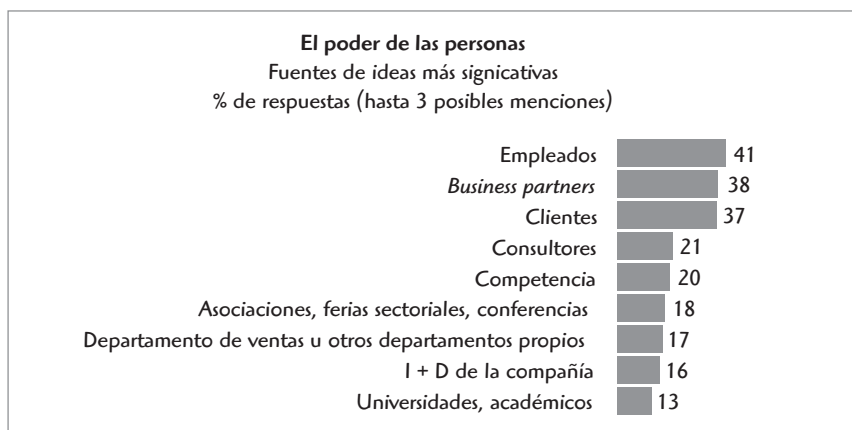 El poder de las personas
Fuentes de ideas más signicativas
% de respuestas (hasta 3 posibles menciones)
Empleados 41
Business partners 38
Clientes 37
Consultores 21
Competencia 20
Asociaciones, ferias sectoriales, conferencias 18
Departamento de ventas u otros departamentos propios 17
I + D de la compañía 16
Universidades, académicos 13